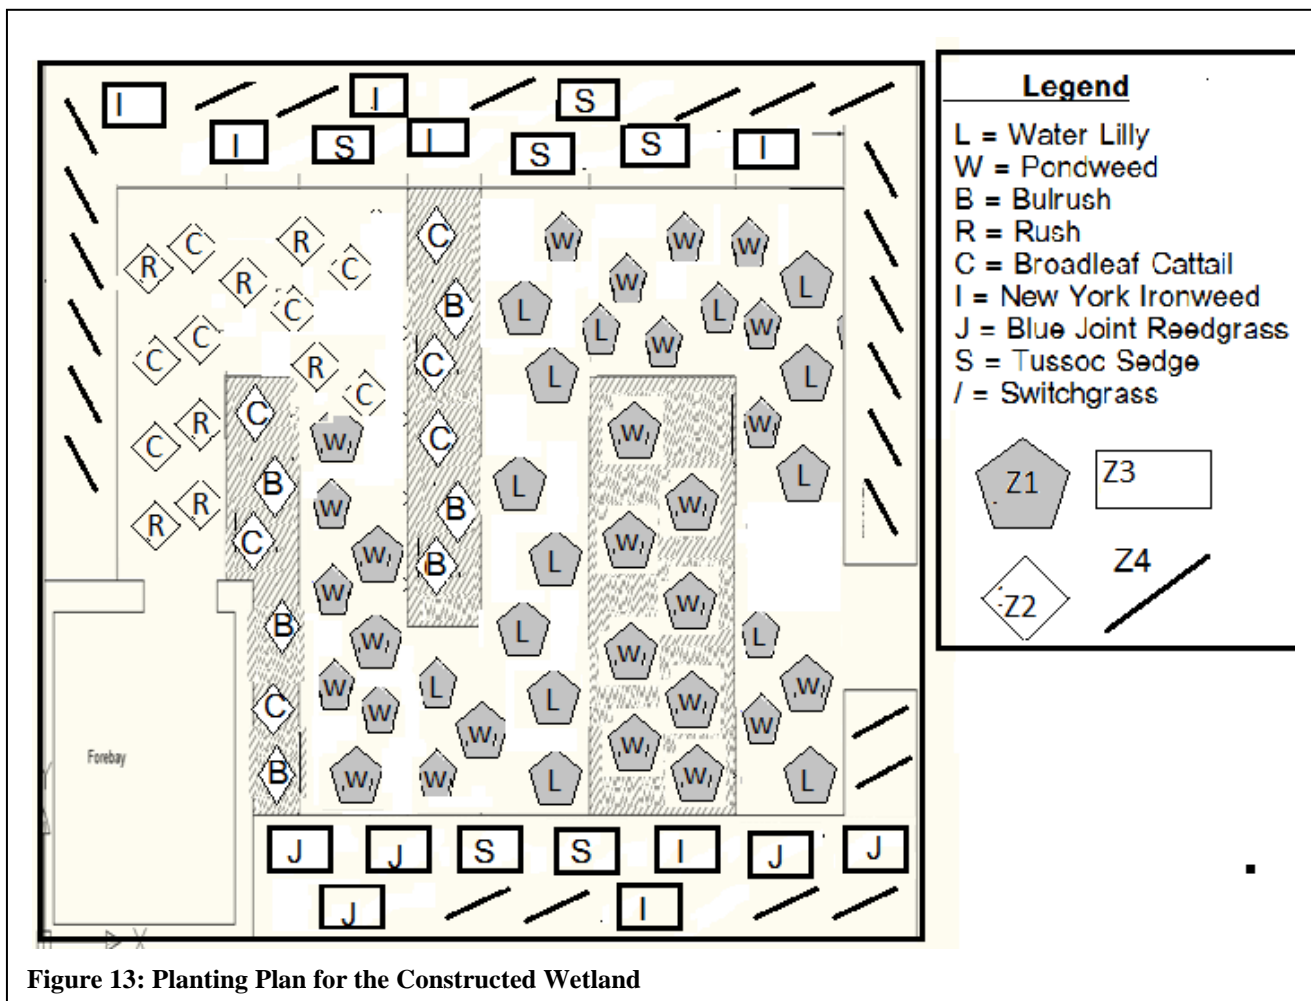 I I S
I S I S S I
Legend
L = Water Lilly
W = Pondweed
B = Bulrush
R = Rush
C = Broadleaf Cattail
I = New York Ironweed
J = Blue Joint Reedgrass
S = Tussoc Sedge
/ = Switchgrass
Z1 Z3
Z2 Z4
R C R C C W W W L
R C B L W L L W W
C C R C C L L
C R C W C W W L
B W L B W L
R R C W B W L W
W W B W L
B W L W L
W W L L W W
C W W W W
B W W L W W L
Forebay
J J S S I J J
J I
X
Figure 13: Planting Plan for the Constructed Wetland